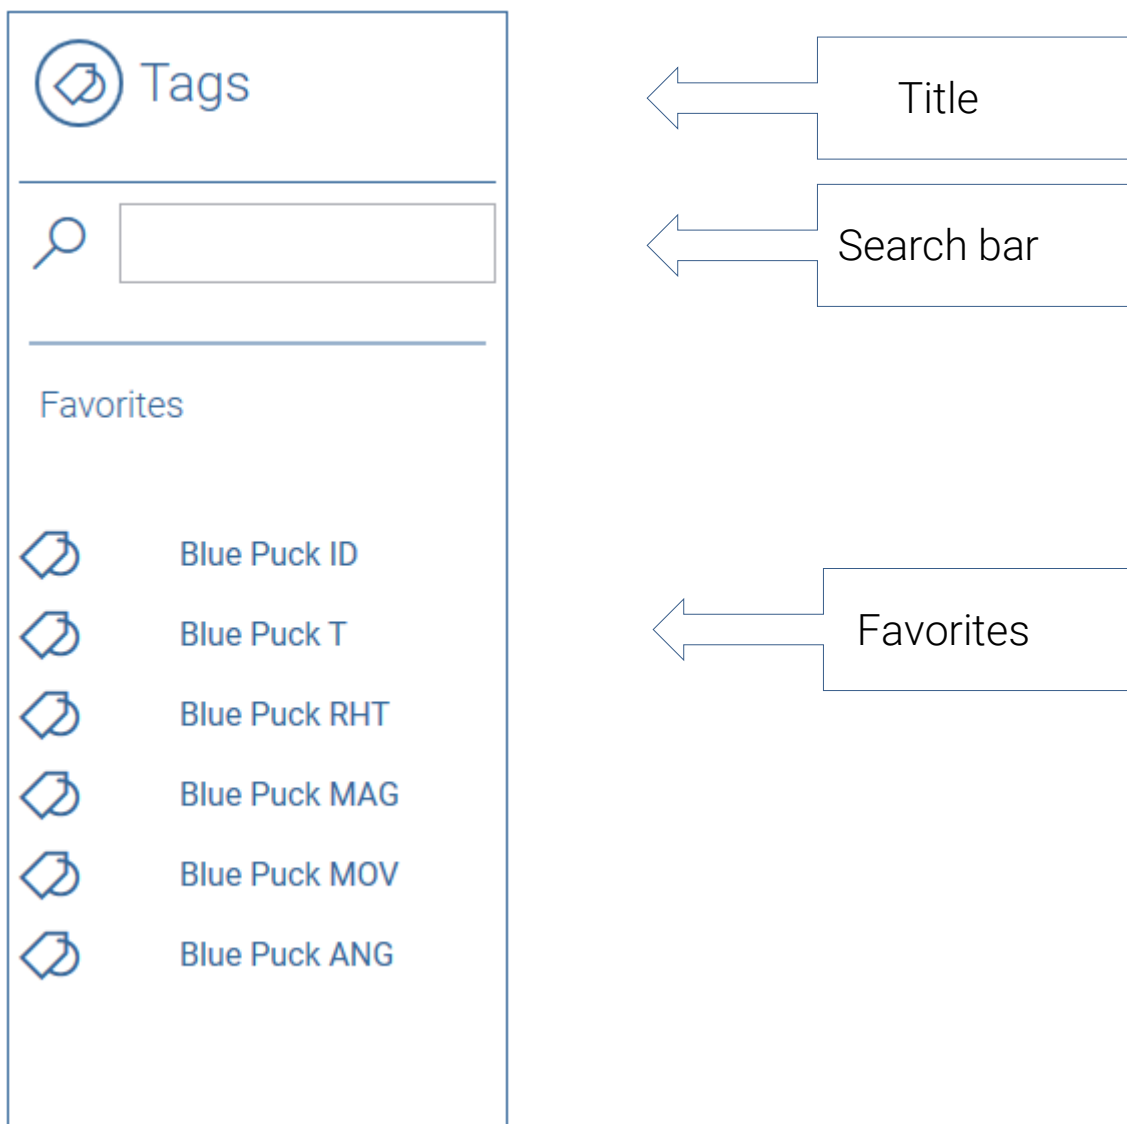 Tags
Title
Search bar
Favorites
Blue Puck ID
Blue Puck T
Favorites
Blue Puck RHT
Blue Puck MAG
Blue Puck MOV
Blue Puck ANG